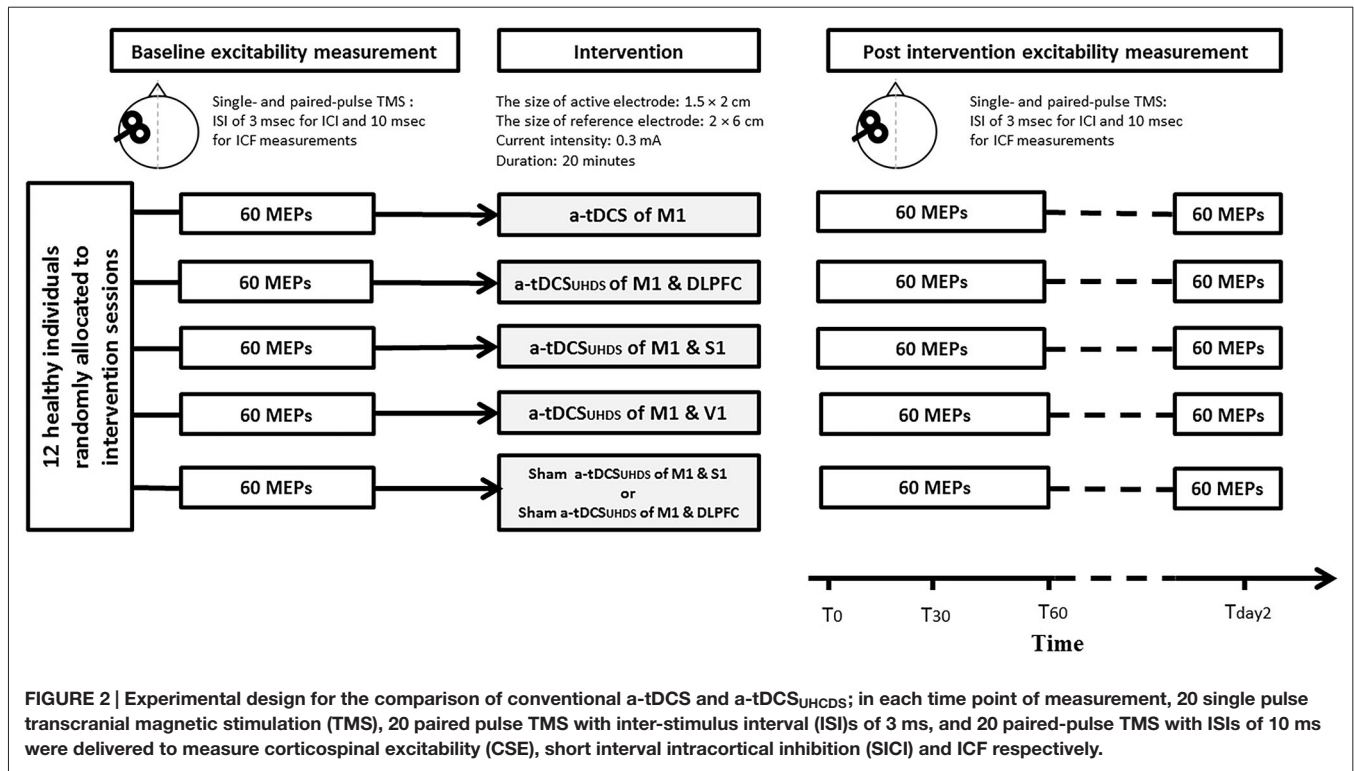 Baseline excitability measurement
Intervention
Post intervention excitability measurement
Single- and paired-pulse TMS :
ISI of 3 msec for ICI and 10 msec
for ICF measurements
The size of active electrode: 1.5 × 2 cm
The size of reference electrode: 2 × 6 cm
Current intensity: 0.3 mA
Duration: 20 minutes
Single- and paired-pulse TMS:
ISI of 3 msec for ICI and 10 msec
for ICF measurements
12 healthy individuals
randomly allocated to
intervention sessions
60 MEPs
a-tDCS of M1
60 MEPs
60 MEPs
60 MEPs
a-tDCSUHDS of M1 & DLPFC
60 MEPs
60 MEPs
60 MEPs
a-tDCSUHDS of M1 & S1
60 MEPs
60 MEPs
60 MEPs
a-tDCSUHDS of M1 & V1
60 MEPs
60 MEPs
60 MEPs
Sham a-tDCSUHDS of M1 & S1
or
Sham a-tDCSUHDS of M1 & DLPFC
60 MEPs
60 MEPs
T0
T30
T60
Tday2
Time
FIGURE 2 | Experimental design for the comparison of conventional a-tDCS and a-tDCSUHCDS; in each time point of measurement, 20 single pulse
transcranial magnetic stimulation (TMS), 20 paired pulse TMS with inter-stimulus interval (ISI)s of 3 ms, and 20 paired-pulse TMS with ISIs of 10 ms
were delivered to measure corticospinal excitability (CSE), short interval intracortical inhibition (SICI) and ICF respectively.